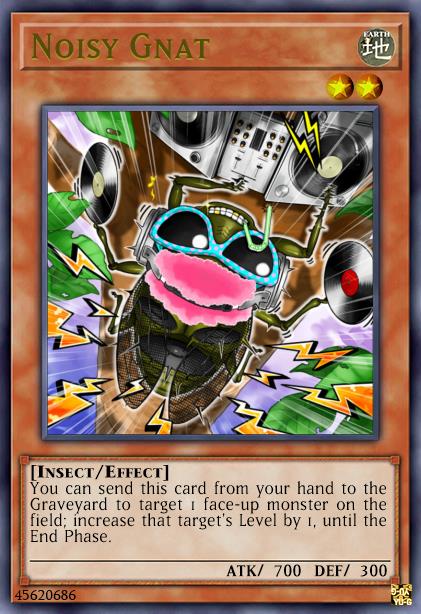 Noisy Gnat
EARTH
地
[Insect/Effect]
You can send this card from your hand to the
Graveyard to target 1 face-up monster on the
field; increase that target's Level by 1, until the
End Phase.
ATK/ 700 DEF/ 300
45620686